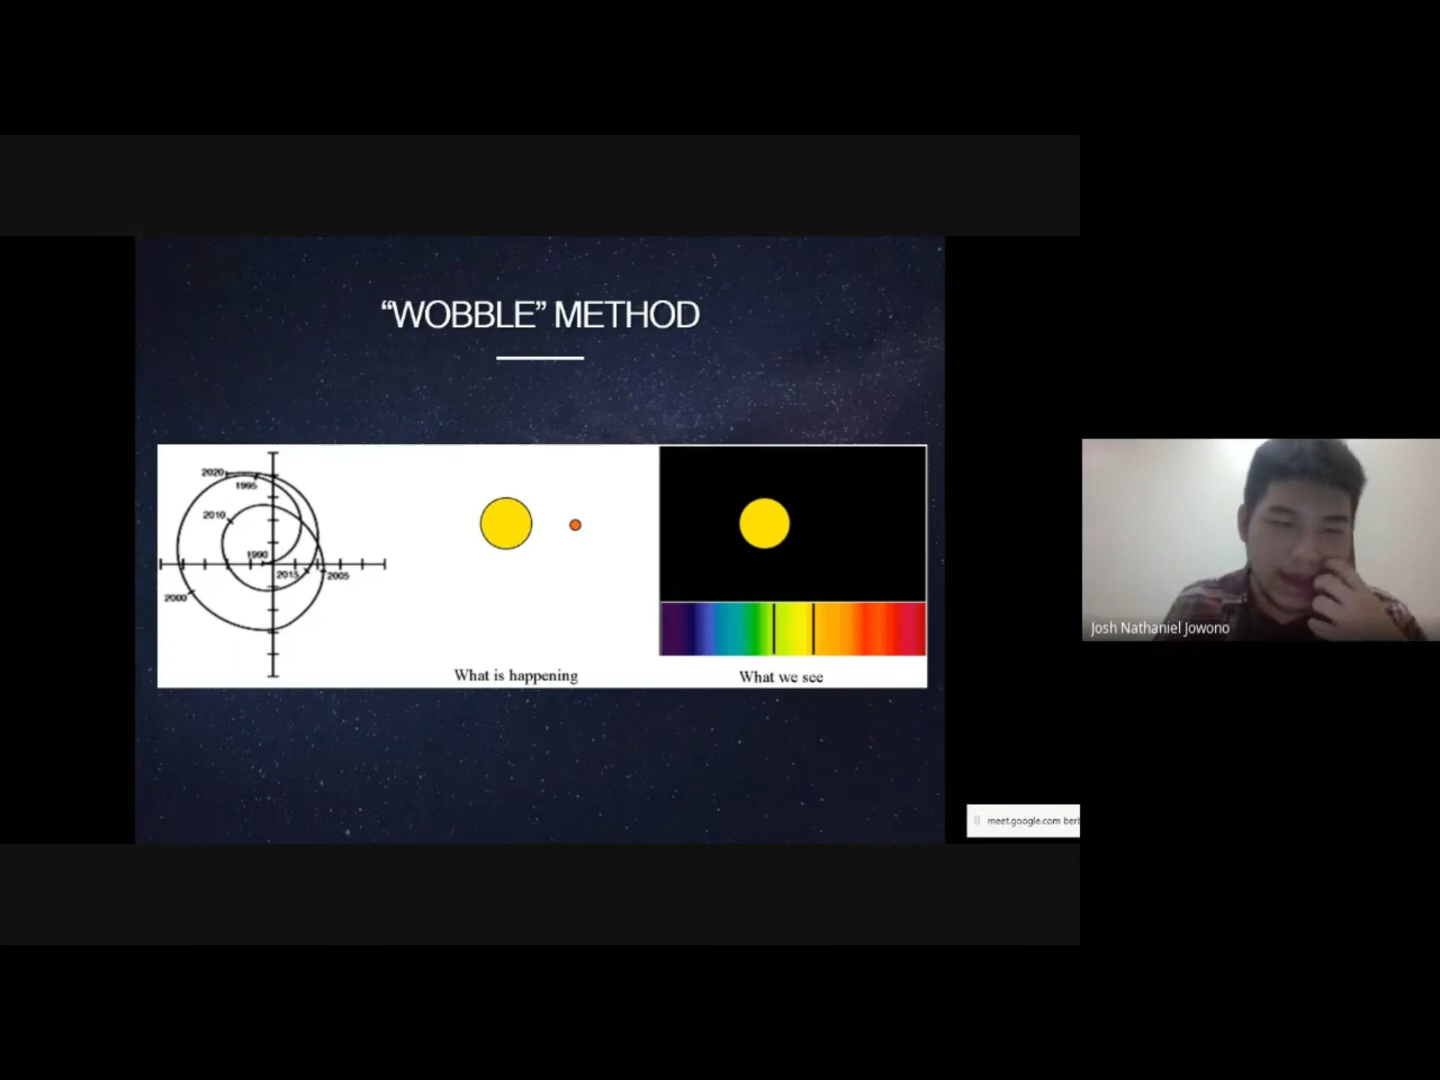 “WOBBLE” METHOD
2020
1995
2010
1990
2015
2005
2000
What is happening
What we see
Josh Nathaniel Jowono
meet.google.com